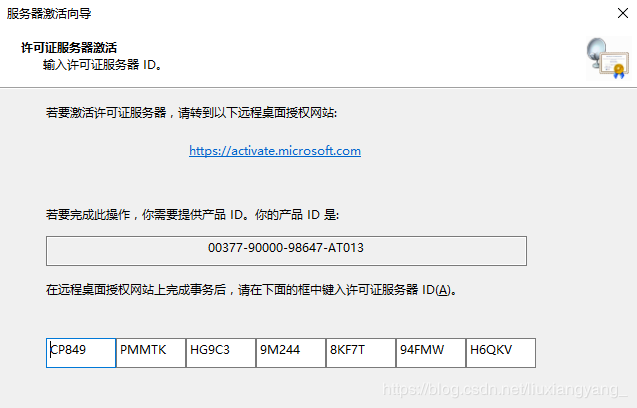 服务器激活向导
许可证服务器激活
输入许可证服务器 ID。
若要激活许可证服务器，请转到以下远程桌面授权网站:
https://activate.microsoft.com
若要完成此操作，你需要提供产品 ID。你的产品 ID 是:
00377-90000-98647-AT013
在远程桌面授权网站上完成事务后，请在下面的框中键入许可证服务器 ID(A)。
CP849 PMMTK HG9C3 9M244 8KF7T 94FMW H6QKV
https://blog.csdn.net/liuxiangyang_